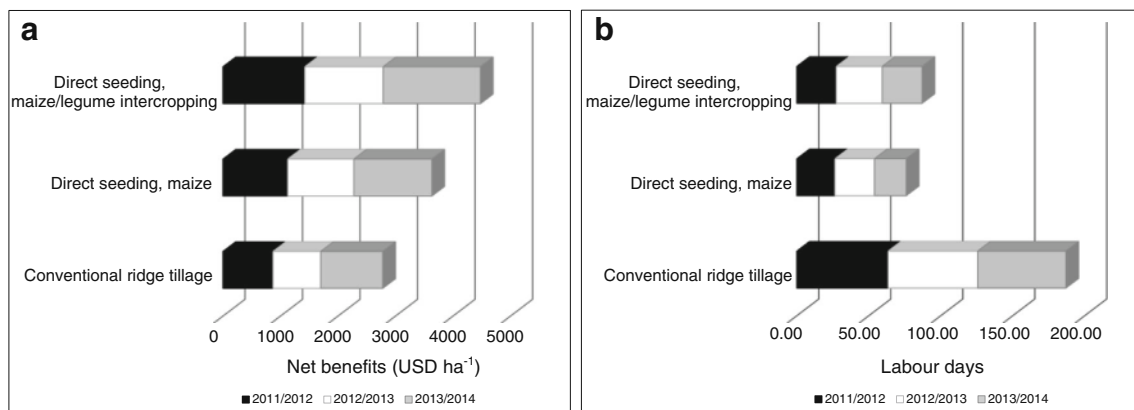 a
Direct seeding,
maize/legume intercropping
Direct seeding, maize
Conventional ridge tillage
0 1000 2000 3000 4000 5000
Net benefits (USD ha⁻¹)
2011/2012 2012/2013 2013/2014
b
Direct seeding,
maize/legume intercropping
Direct seeding, maize
Conventional ridge tillage
0.00 50.00 100.00 150.00 200.00
Labour days
2011/2012 2012/2013 2013/2014